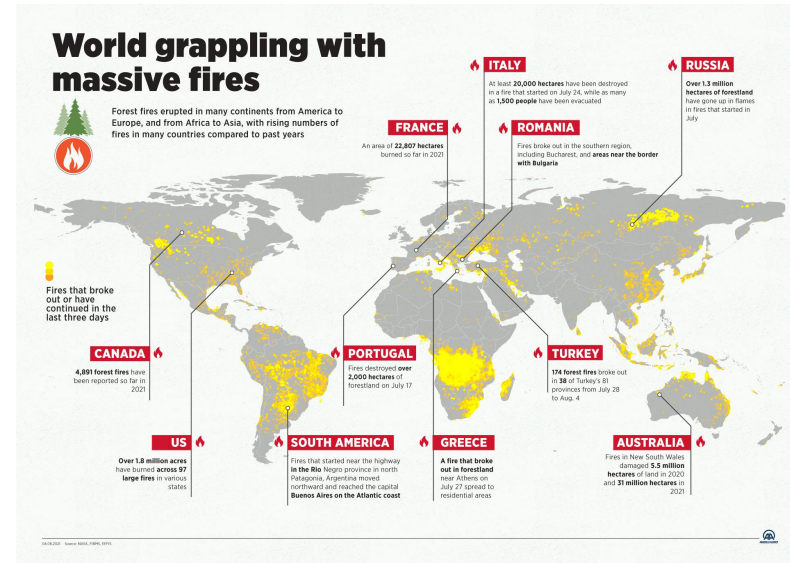 World grappling with
massive fires
Forest fires erupted in many continents from America to
Europe, and from Africa to Asia, with rising numbers of
fires in many countries compared to past years
ITALY
At least 20,000 hectares have been destroyed
in a fire that started on July 24, while as many
as 1,500 people have been evacuated
RUSSIA
Over 1.3 million
hectares of forestland
have gone up in flames
in fires that started in
July
FRANCE
An area of 22,807 hectares
burned so far in 2021
ROMANIA
Fires broke out in the southern region,
including Bucharest, and areas near the border
with Bulgaria
Fires that broke
out or have
continued in the
last three days
CANADA
4,891 forest fires have
been reported so far in
2021
PORTUGAL
Fires destroyed over
2,000 hectares of
forestland on July 17
TURKEY
174 forest fires broke out
in 38 of Turkey's 81
provinces from July 28
to Aug. 4
US
Over 1.8 million acres
have burned across 97
large fires in various
states
SOUTH AMERICA
Fires that started near the highway
in the Rio Negro province in north
Patagonia, Argentina moved
northward and reached the capital
Buenos Aires on the Atlantic coast
GREECE
A fire that broke
out in forestland
near Athens on
July 27 spread to
residential areas
AUSTRALIA
Fires in New South Wales
damaged 5.5 million
hectares of land in 2020
and 31 million hectares in
2021
04.08.2021 Source: NASA, FIRMS, EFFIS
AA
ANADOLU AGENCY